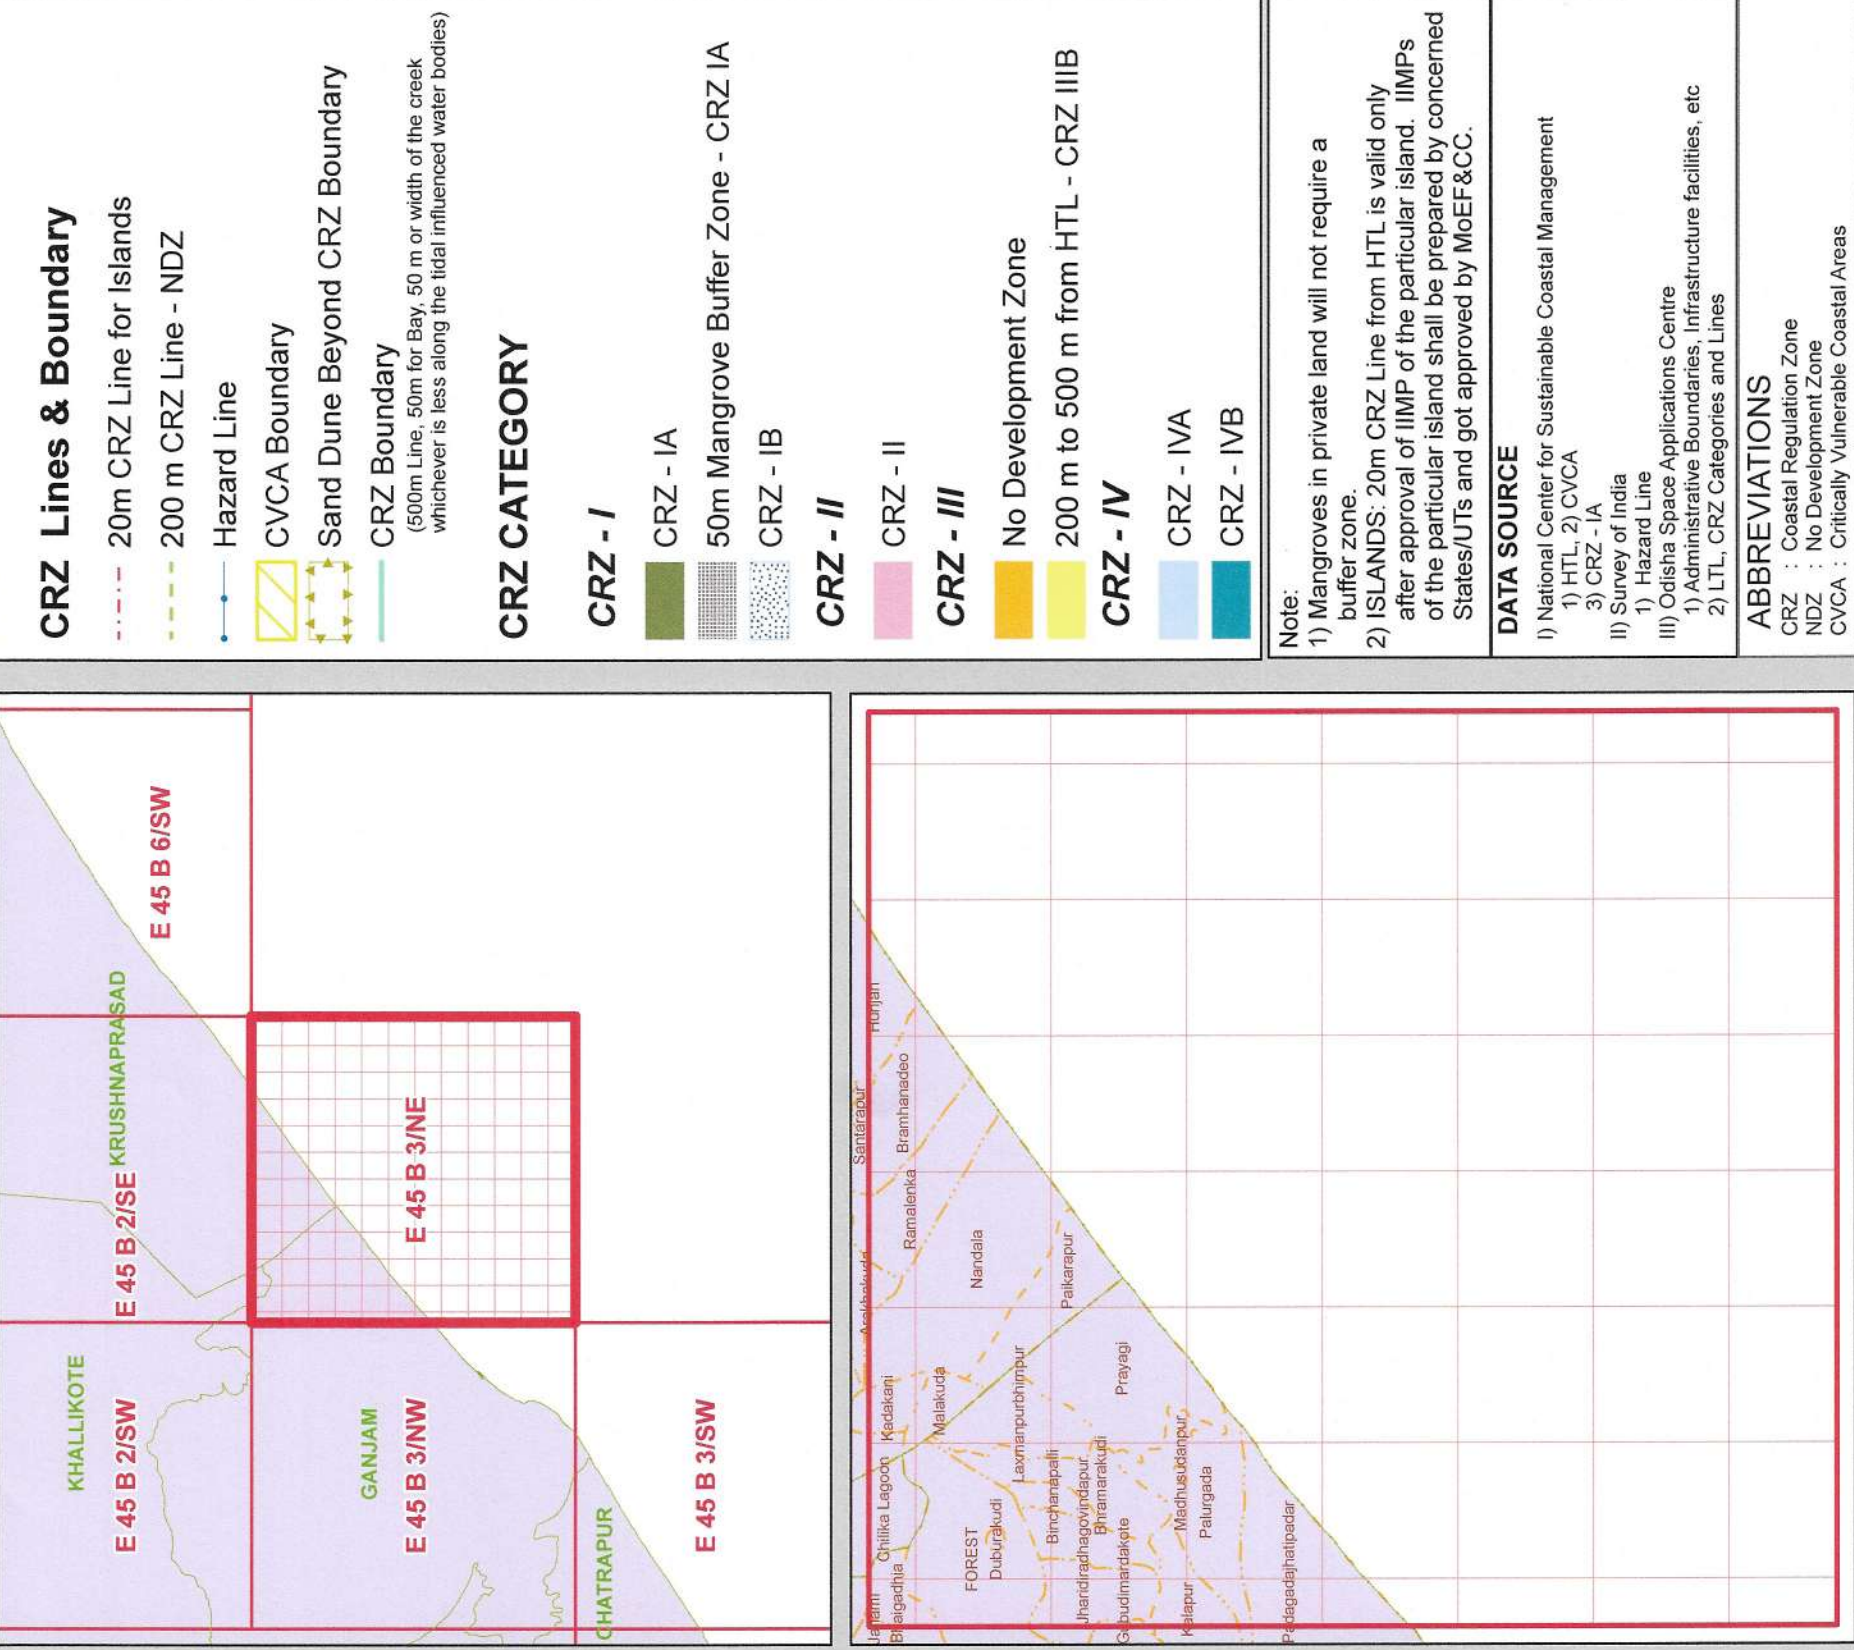 CRZ Lines & Boundary
20m CRZ Line for Islands
200 m CRZ Line - NDZ
Hazard Line
CVCA Boundary
Sand Dune Beyond CRZ Boundary
CRZ Boundary
(500m Line, 50m for Bay, 50 m or width of the creek
whichever is less along the tidal influenced water bodies)
CRZ CATEGORY
CRZ - I
CRZ - IA
50m Mangrove Buffer Zone - CRZ IA
CRZ - IB
CRZ - II
CRZ - II
CRZ - III
No Development Zone
200 m to 500 m from HTL - CRZ IIIB
CRZ - IV
CRZ - IVA
CRZ - IVB
Note:
1) Mangroves in private land will not require a
buffer zone.
2) ISLANDS: 20m CRZ Line from HTL is valid only
after approval of IIMP of the particular island. IIMPs
of the particular island shall be prepared by concerned
States/UTs and got approved by MoEF&CC.
DATA SOURCE
I) National Center for Sustainable Coastal Management
1) HTL, 2) CVCA
3) CRZ - IA
II) Survey of India
1) Hazard Line
III) Odisha Space Applications Centre
1) Administrative Boundaries, Infrastructure facilities, etc
2) LTL, CRZ Categories and Lines
ABBREVIATIONS
CRZ : Coastal Regulation Zone
NDZ : No Development Zone
CVCA : Critically Vulnerable Coastal Areas
KHALLIKOTE
E 45 B 2/SW
E 45 B 2/SE
KRUSHNAPRASAD
E 45 B 6/SW
GANJAM
E 45 B 3/NW
E 45 B 3/NE
CHATRAPUR
E 45 B 3/SW
Santarapur
Bhaigadhia
Chilika Lagoon
Kadakani
Ramalenka
Bramhanadeo
Malakuda
Nandala
FOREST
Duburakudi
Laxmanpurbhimpur
Paikarapur
Binchanapalli
Jharidiradhagovindapur
Bhramarakudi
Prayagi
Madhusudanpur
Kalapur
Palurgada
Padagadajhatipadar